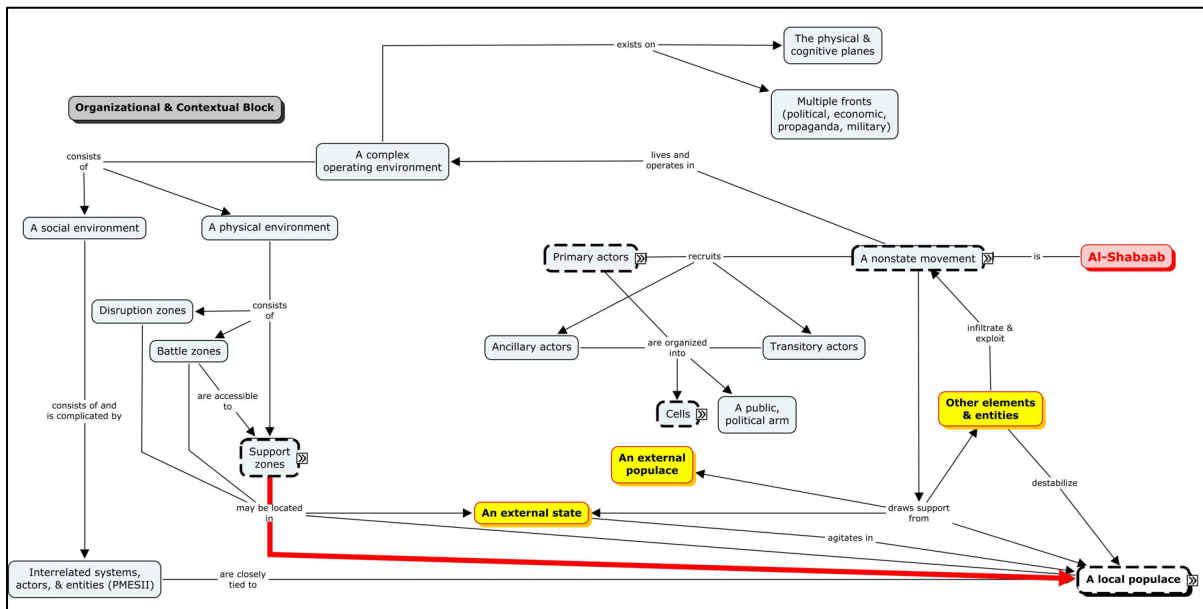 The physical &
cognitive planes
exists on
Organizational & Contextual Block
Multiple fronts
(political, economic,
propaganda, military)
consists
of
A complex
operating environment
lives and
operates in
A social environment
A physical environment
Primary actors
recruits
A nonstate movement
is
Al-Shabaab
Disruption zones
consists
of
Battle zones
Ancillary actors
are organized
into
Transitory actors
infiltrate &
exploit
are accessible
to
consists of and
is complicated by
Cells
A public,
political arm
Other elements
& entities
Support
zones
An external
populace
destabilize
may be located
in
An external state
draws support
from
agitates in
Interrelated systems,
actors, & entities (PMESII)
are closely
tied to
A local populace